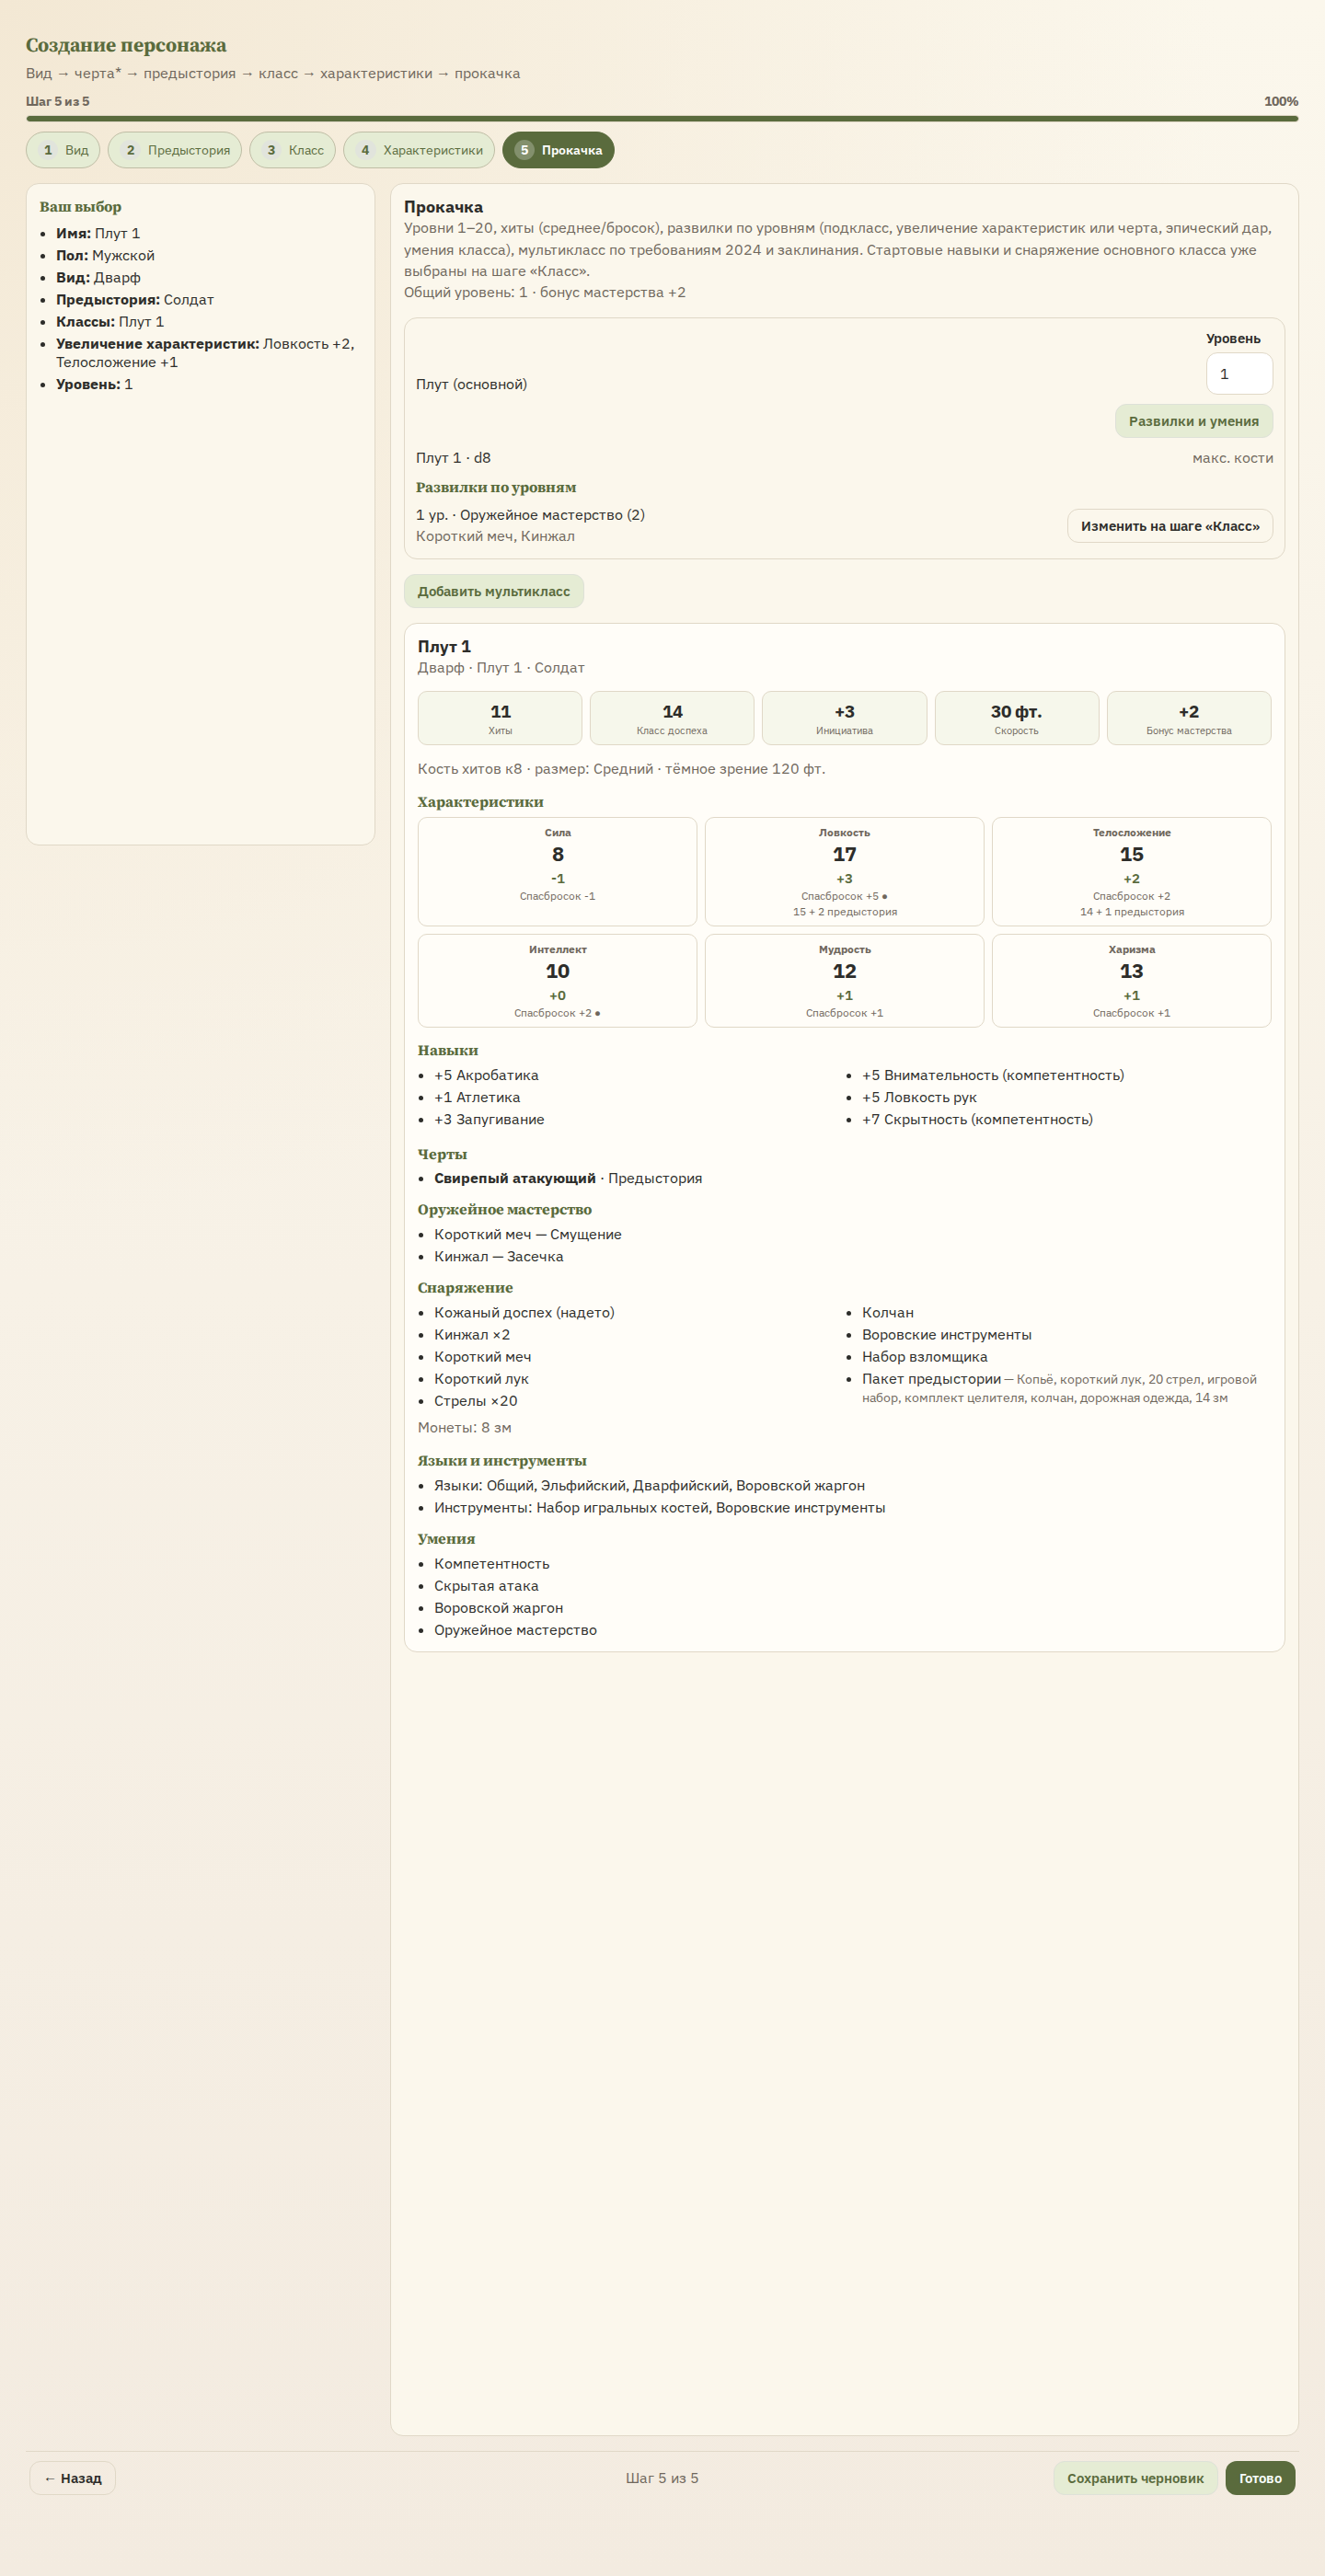 Создание персонажа
Вид → черта* → предыстория → класс → характеристики → прокачка
Шаг 5 из 5
100%
1 Вид
2 Предыстория
3 Класс
4 Характеристики
5 Прокачка
Ваш выбор
• Имя: Плут 1
• Пол: Мужской
• Вид: Дварф
• Предыстория: Солдат
• Классы: Плут 1
• Увеличение характеристик: Ловкость +2,
Телосложение +1
• Уровень: 1
Прокачка
Уровни 1–20, хиты (среднее/бросок), развилки по уровням (подкласс, увеличение характеристик или черта, эпический дар,
умения класса), мультикласс по требованиям 2024 и заклинания. Стартовые навыки и снаряжение основного класса уже
выбраны на шаге «Класс».
Общий уровень: 1 · бонус мастерства +2
Уровень
Плут (основной)
1
Развилки и умения
Плут 1 · d8
макс. кости
Развилки по уровням
1 ур. · Оружейное мастерство (2)
Короткий меч, Кинжал
Изменить на шаге «Класс»
Добавить мультикласс
Плут 1
Дварф · Плут 1 · Солдат
11
Хиты
14
Класс доспеха
+3
Инициатива
30 фт.
Скорость
+2
Бонус мастерства
Кость хитов к8 · размер: Средний · тёмное зрение 120 фт.
Характеристики
Сила
8
-1
Спасбросок -1
Ловкость
17
+3
Спасбросок +5 ●
15 + 2 предыстория
Телосложение
15
+2
Спасбросок +2
14 + 1 предыстория
Интеллект
10
+0
Спасбросок +2 ●
Мудрость
12
+1
Спасбросок +1
Харизма
13
+1
Спасбросок +1
Навыки
• +5 Акробатика
• +1 Атлетика
• +3 Запугивание
• +5 Внимательность (компетентность)
• +5 Ловкость рук
• +7 Скрытность (компетентность)
Черты
• Свирепый атакующий · Предыстория
Оружейное мастерство
• Короткий меч — Смущение
• Кинжал — Засечка
Снаряжение
• Кожаный доспех (надето)
• Кинжал ×2
• Короткий меч
• Короткий лук
• Стрелы ×20
• Колчан
• Воровские инструменты
• Набор взломщика
• Пакет предыстории — Копьё, короткий лук, 20 стрел, игровой
набор, комплект целителя, колчан, дорожная одежда, 14 зм
Монеты: 8 зм
Языки и инструменты
• Языки: Общий, Эльфийский, Дварфийский, Воровской жаргон
• Инструменты: Набор игральных костей, Воровские инструменты
Умения
• Компетентность
• Скрытая атака
• Воровской жаргон
• Оружейное мастерство
← Назад
Шаг 5 из 5
Сохранить черновик
Готово